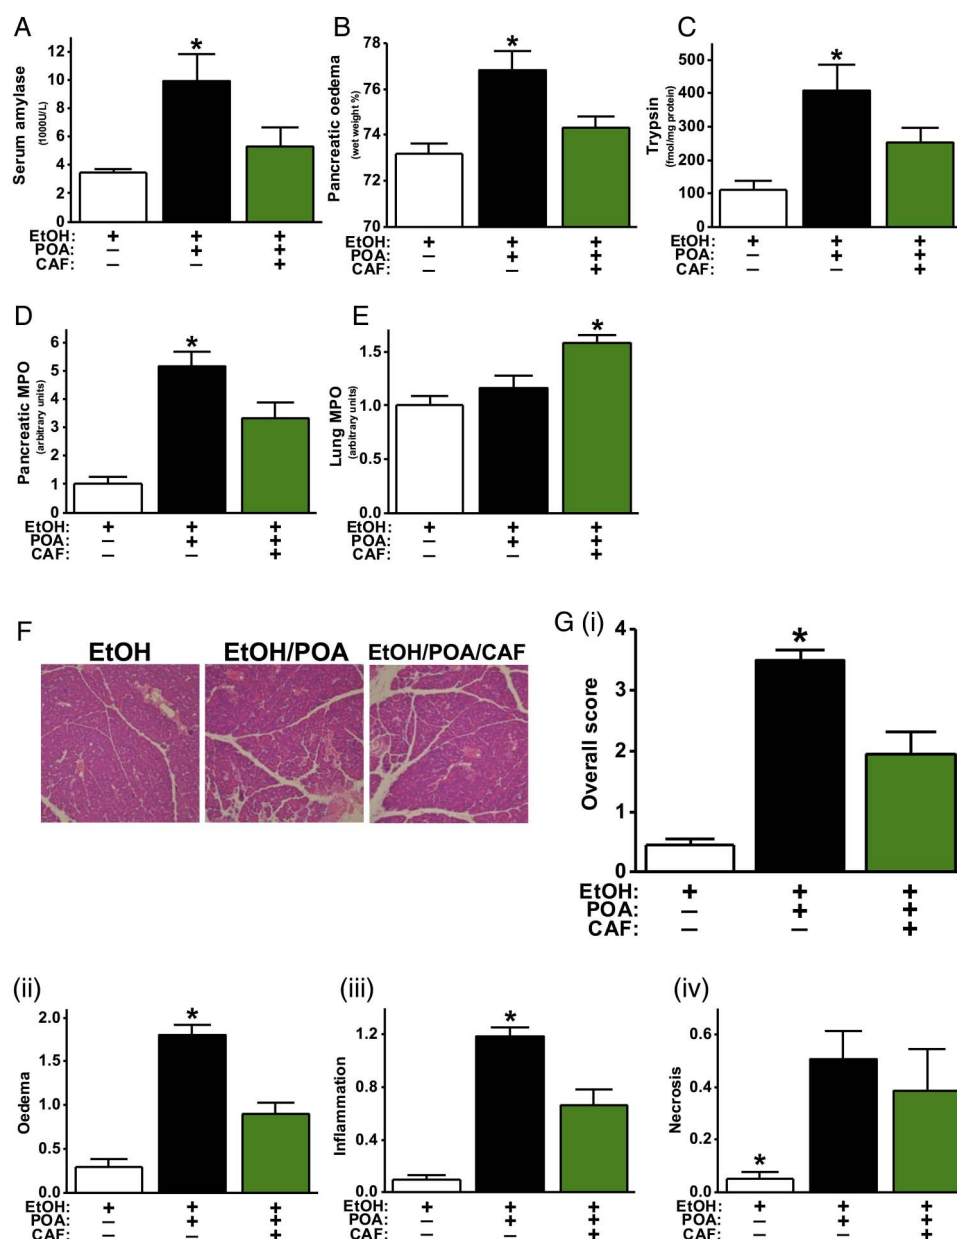 A
Serum amylase
(1000U/L)
12
10
8
6
4
2
0
*
EtOH: + + +
POA: – + +
CAF: – – +
B
Pancreatic oedema
(wet weight %)
78
76
74
72
70
*
EtOH: + + +
POA: – + +
CAF: – – +
C
Trypsin
(fmol/mg protein)
500
400
300
200
100
0
*
EtOH: + + +
POA: – + +
CAF: – – +
D
Pancreatic MPO
(arbitrary units)
6
5
4
3
2
1
0
*
EtOH: + + +
POA: – + +
CAF: – – +
E
Lung MPO
(arbitrary units)
1.5
1.0
0.5
0.0
*
EtOH: + + +
POA: – + +
CAF: – – +
F
EtOH
EtOH/POA
EtOH/POA/CAF
G (i)
Overall score
4
3
2
1
0
*
EtOH: + + +
POA: – + +
CAF: – – +
(ii)
Oedema
2.0
1.5
1.0
0.5
0.0
*
EtOH: + + +
POA: – + +
CAF: – – +
(iii)
Inflammation
1.2
0.8
0.4
0.0
*
EtOH: + + +
POA: – + +
CAF: – – +
(iv)
Necrosis
0.6
0.4
0.2
0.0
*
EtOH: + + +
POA: – + +
CAF: – – +